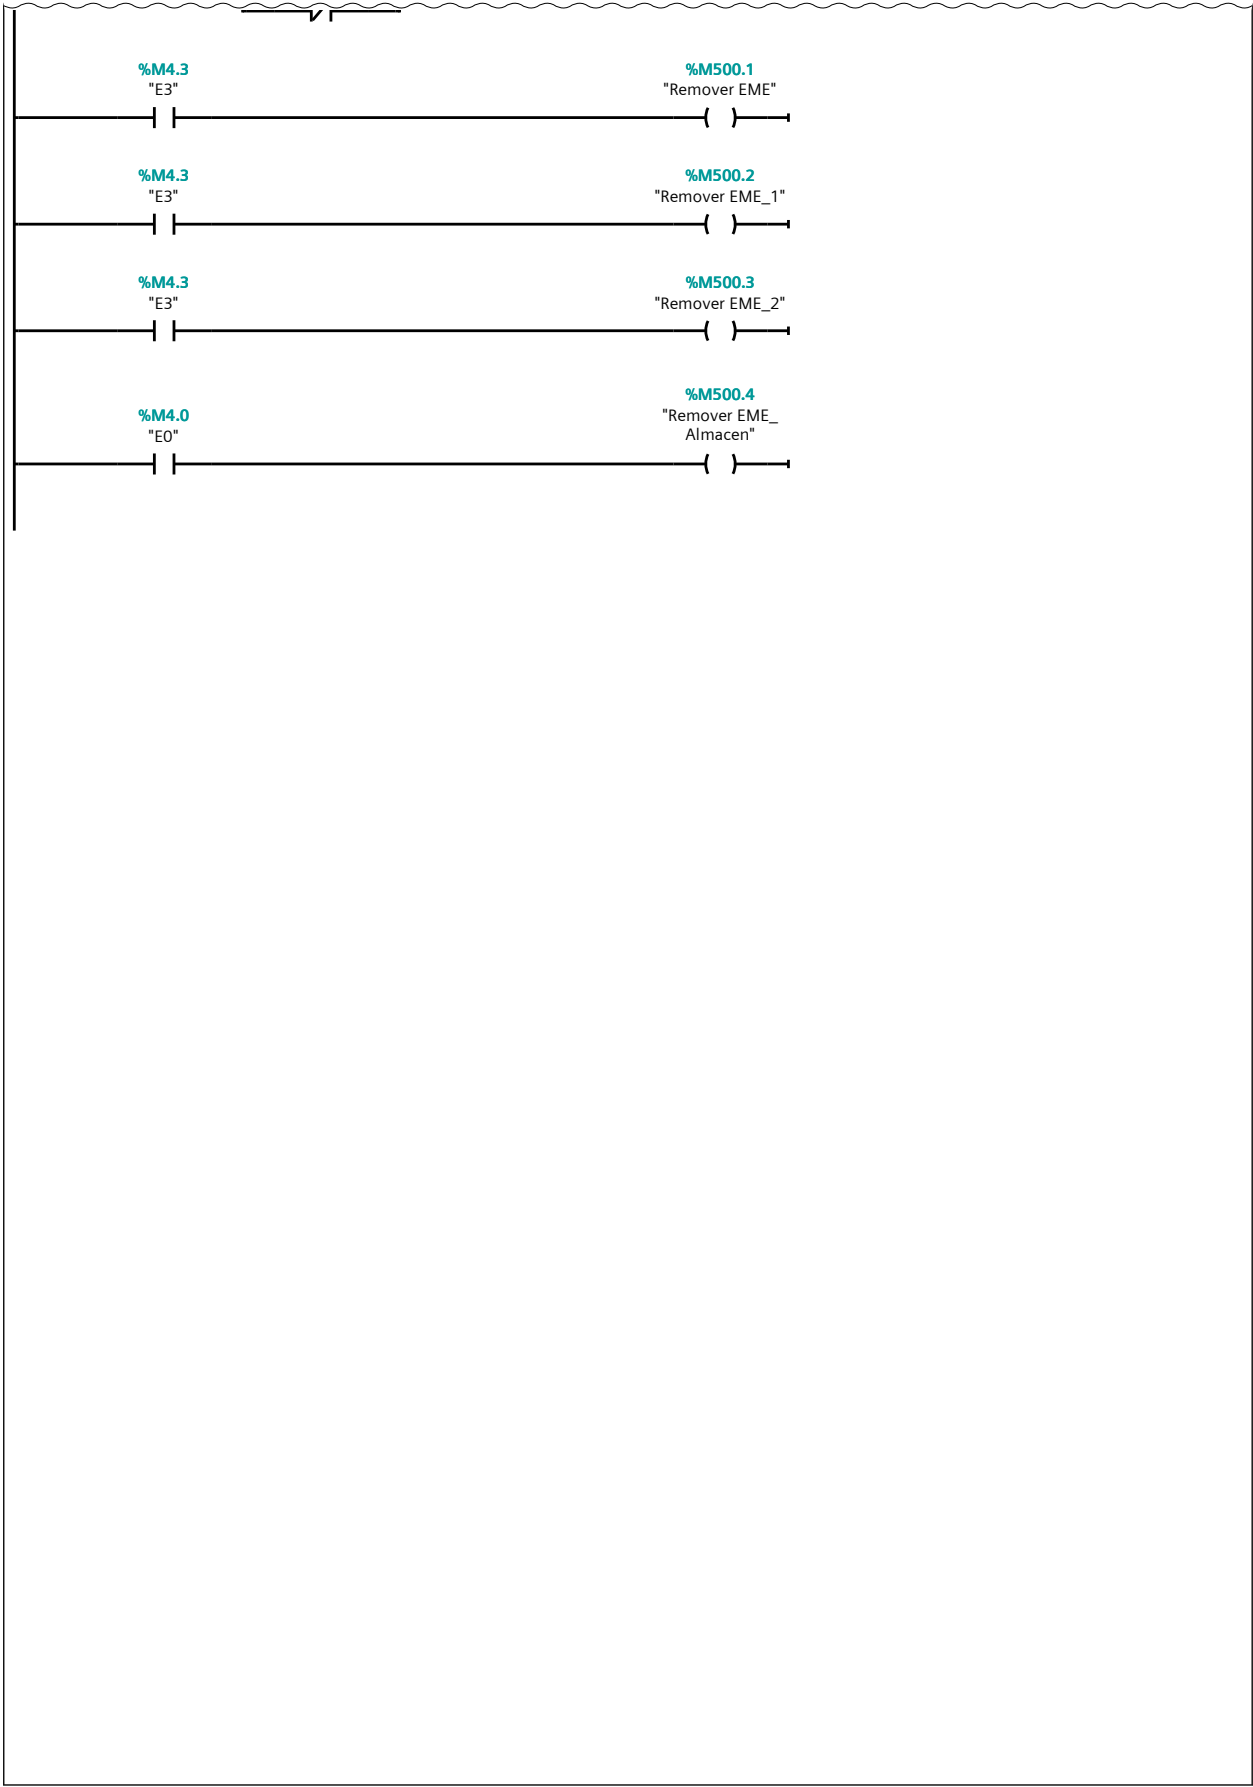 %M4.3
"E3"
%M500.1
"Remover EME"
%M4.3
"E3"
%M500.2
"Remover EME_1"
%M4.3
"E3"
%M500.3
"Remover EME_2"
%M4.0
"E0"
%M500.4
"Remover EME_
Almacen"